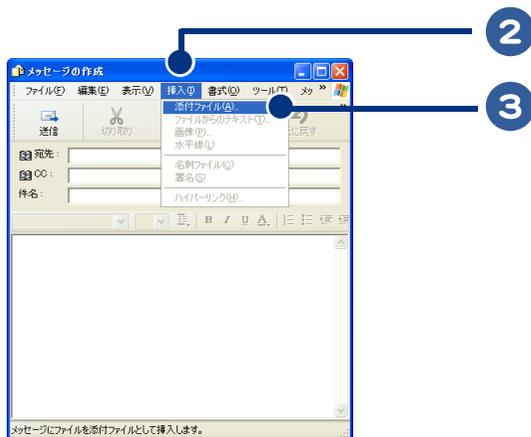 2
メッセージの作成
ファイル(F) 編集(E) 表示(V) 挿入(I) 書式(O) ツール(T) メッ »
3
添付ファイル(A)...
ファイルからのテキスト(T)...
画像(P)...
水平線(L)
名刺ファイル(C)
署名(S)
ハイパーリンク(H)...
送信 切り取り に戻す
宛先:
CC:
件名:
B I U A
メッセージにファイルを添付ファイルとして挿入します。